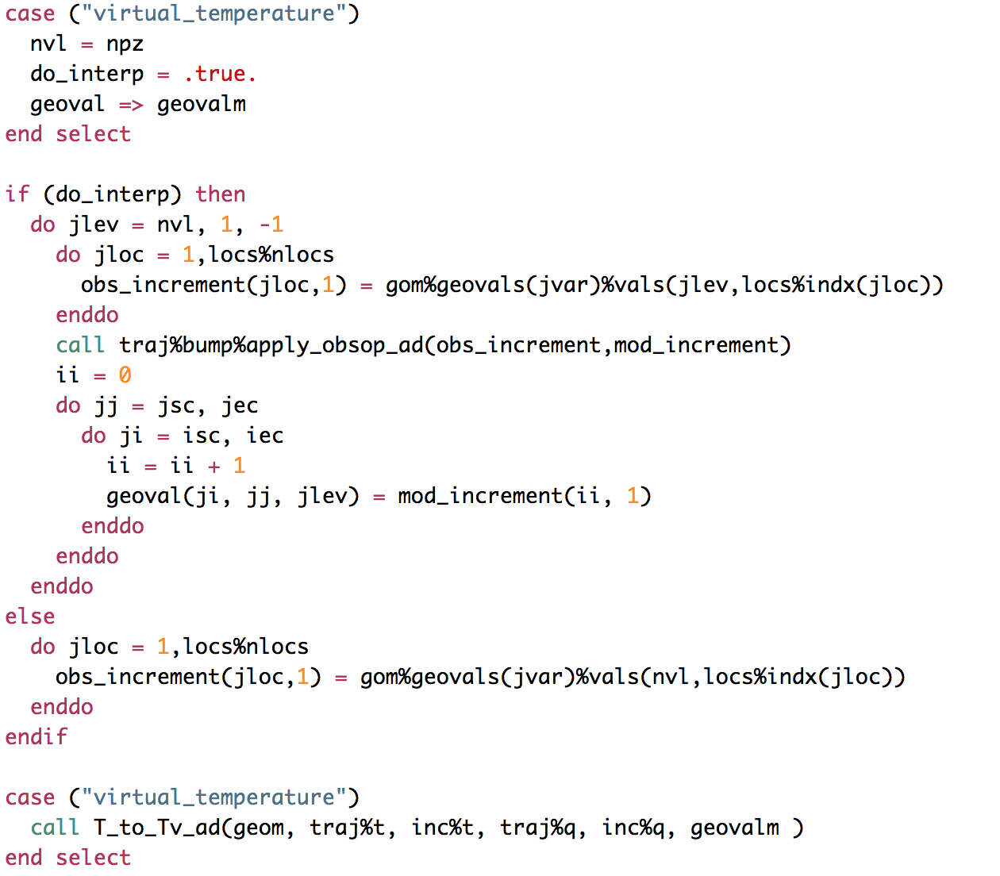 case ("virtual_temperature")
  nvl = npz
  do_interp = .true.
  geoval => geovalm
end select

if (do_interp) then
  do jlev = nvl, 1, -1
    do jloc = 1,locs%nlocs
      obs_increment(jloc,1) = gom%geovals(jvar)%vals(jlev,locs%indx(jloc))
    enddo
    call traj%bump%apply_obsop_ad(obs_increment,mod_increment)
    ii = 0
    do jj = jsc, jec
      do ji = isc, iec
        ii = ii + 1
        geoval(ji, jj, jlev) = mod_increment(ii, 1)
      enddo
    enddo
  enddo
else
  do jloc = 1,locs%nlocs
    obs_increment(jloc,1) = gom%geovals(jvar)%vals(nvl,locs%indx(jloc))
  enddo
endif

case ("virtual_temperature")
  call T_to_Tv_ad(geom, traj%t, inc%t, traj%q, inc%q, geovalm )
end select